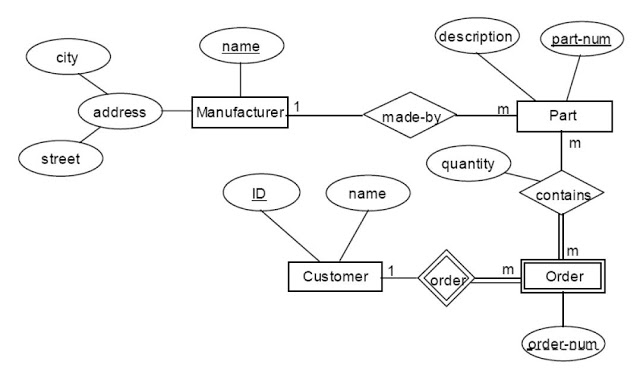 description
name
part-num
city
address
Manufacturer
1
made-by
m
Part
m
street
quantity
ID
name
contains
m
Customer
1
order
m
Order
order-num